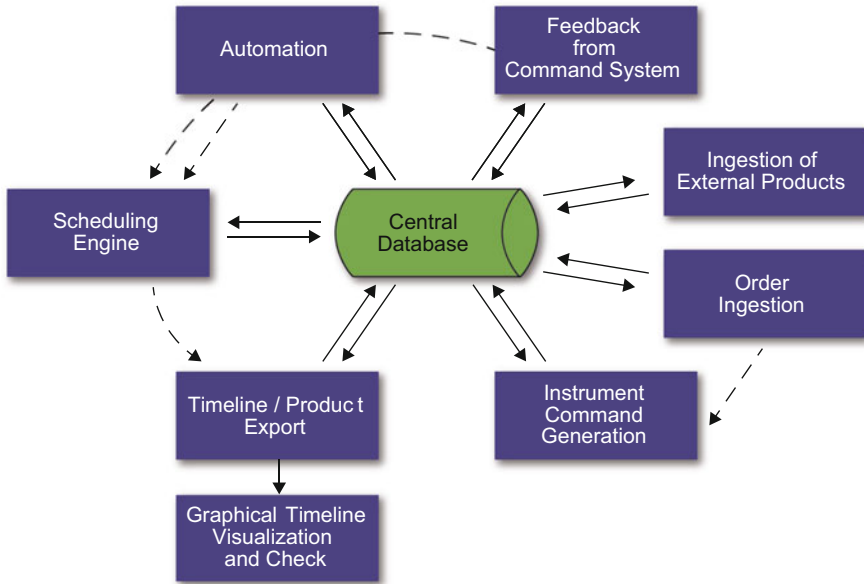 Automation
Feedback
from
Command System
Ingestion of
External Products
Scheduling
Engine
Central
Database
Order
Ingestion
Timeline / Product
Export
Instrument
Command
Generation
Graphical Timeline
Visualization
and Check